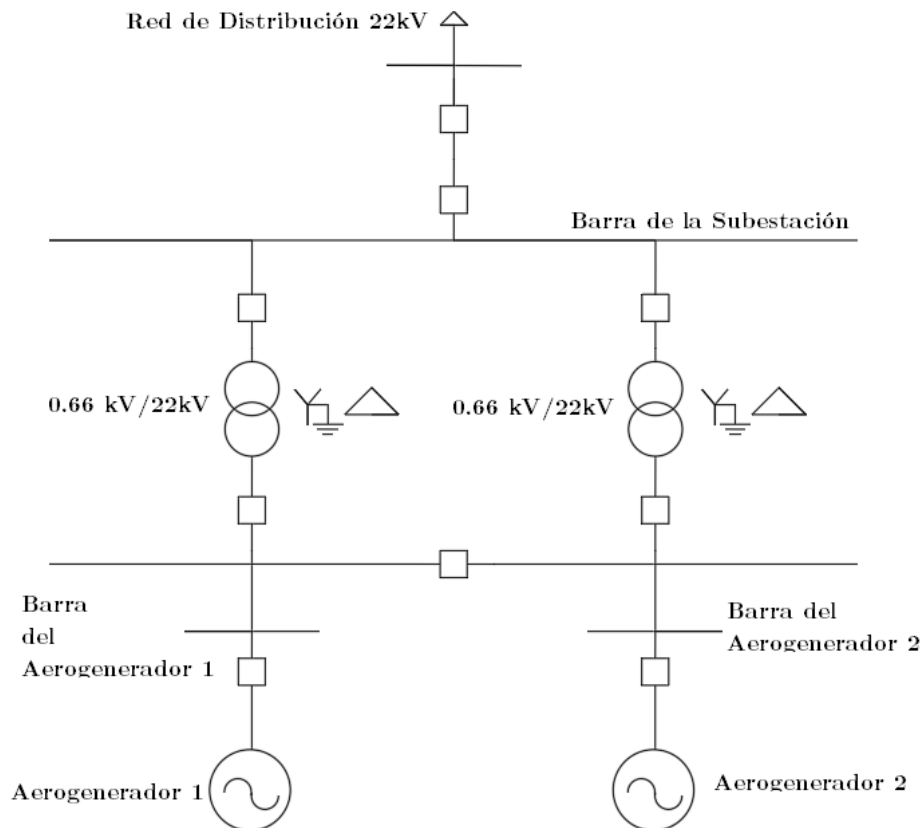 Red de Distribución 22kV
Barra de la Subestación
0.66 kV/22kV
0.66 kV/22kV
Barra
del
Aerogenerador 1
Barra del
Aerogenerador 2
Aerogenerador 1
Aerogenerador 2